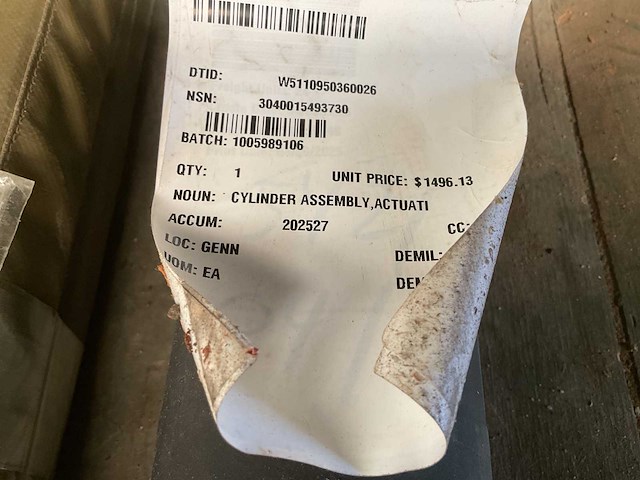 DTID: W5110950360026
NSN: 3040015493730
BATCH: 1005989106
QTY: 1 UNIT PRICE: $1496.13
NOUN: CYLINDER ASSEMBLY,ACTUATI
ACCUM: 202527 CC:
LOC: GENN DEMIL:
UOM: EA